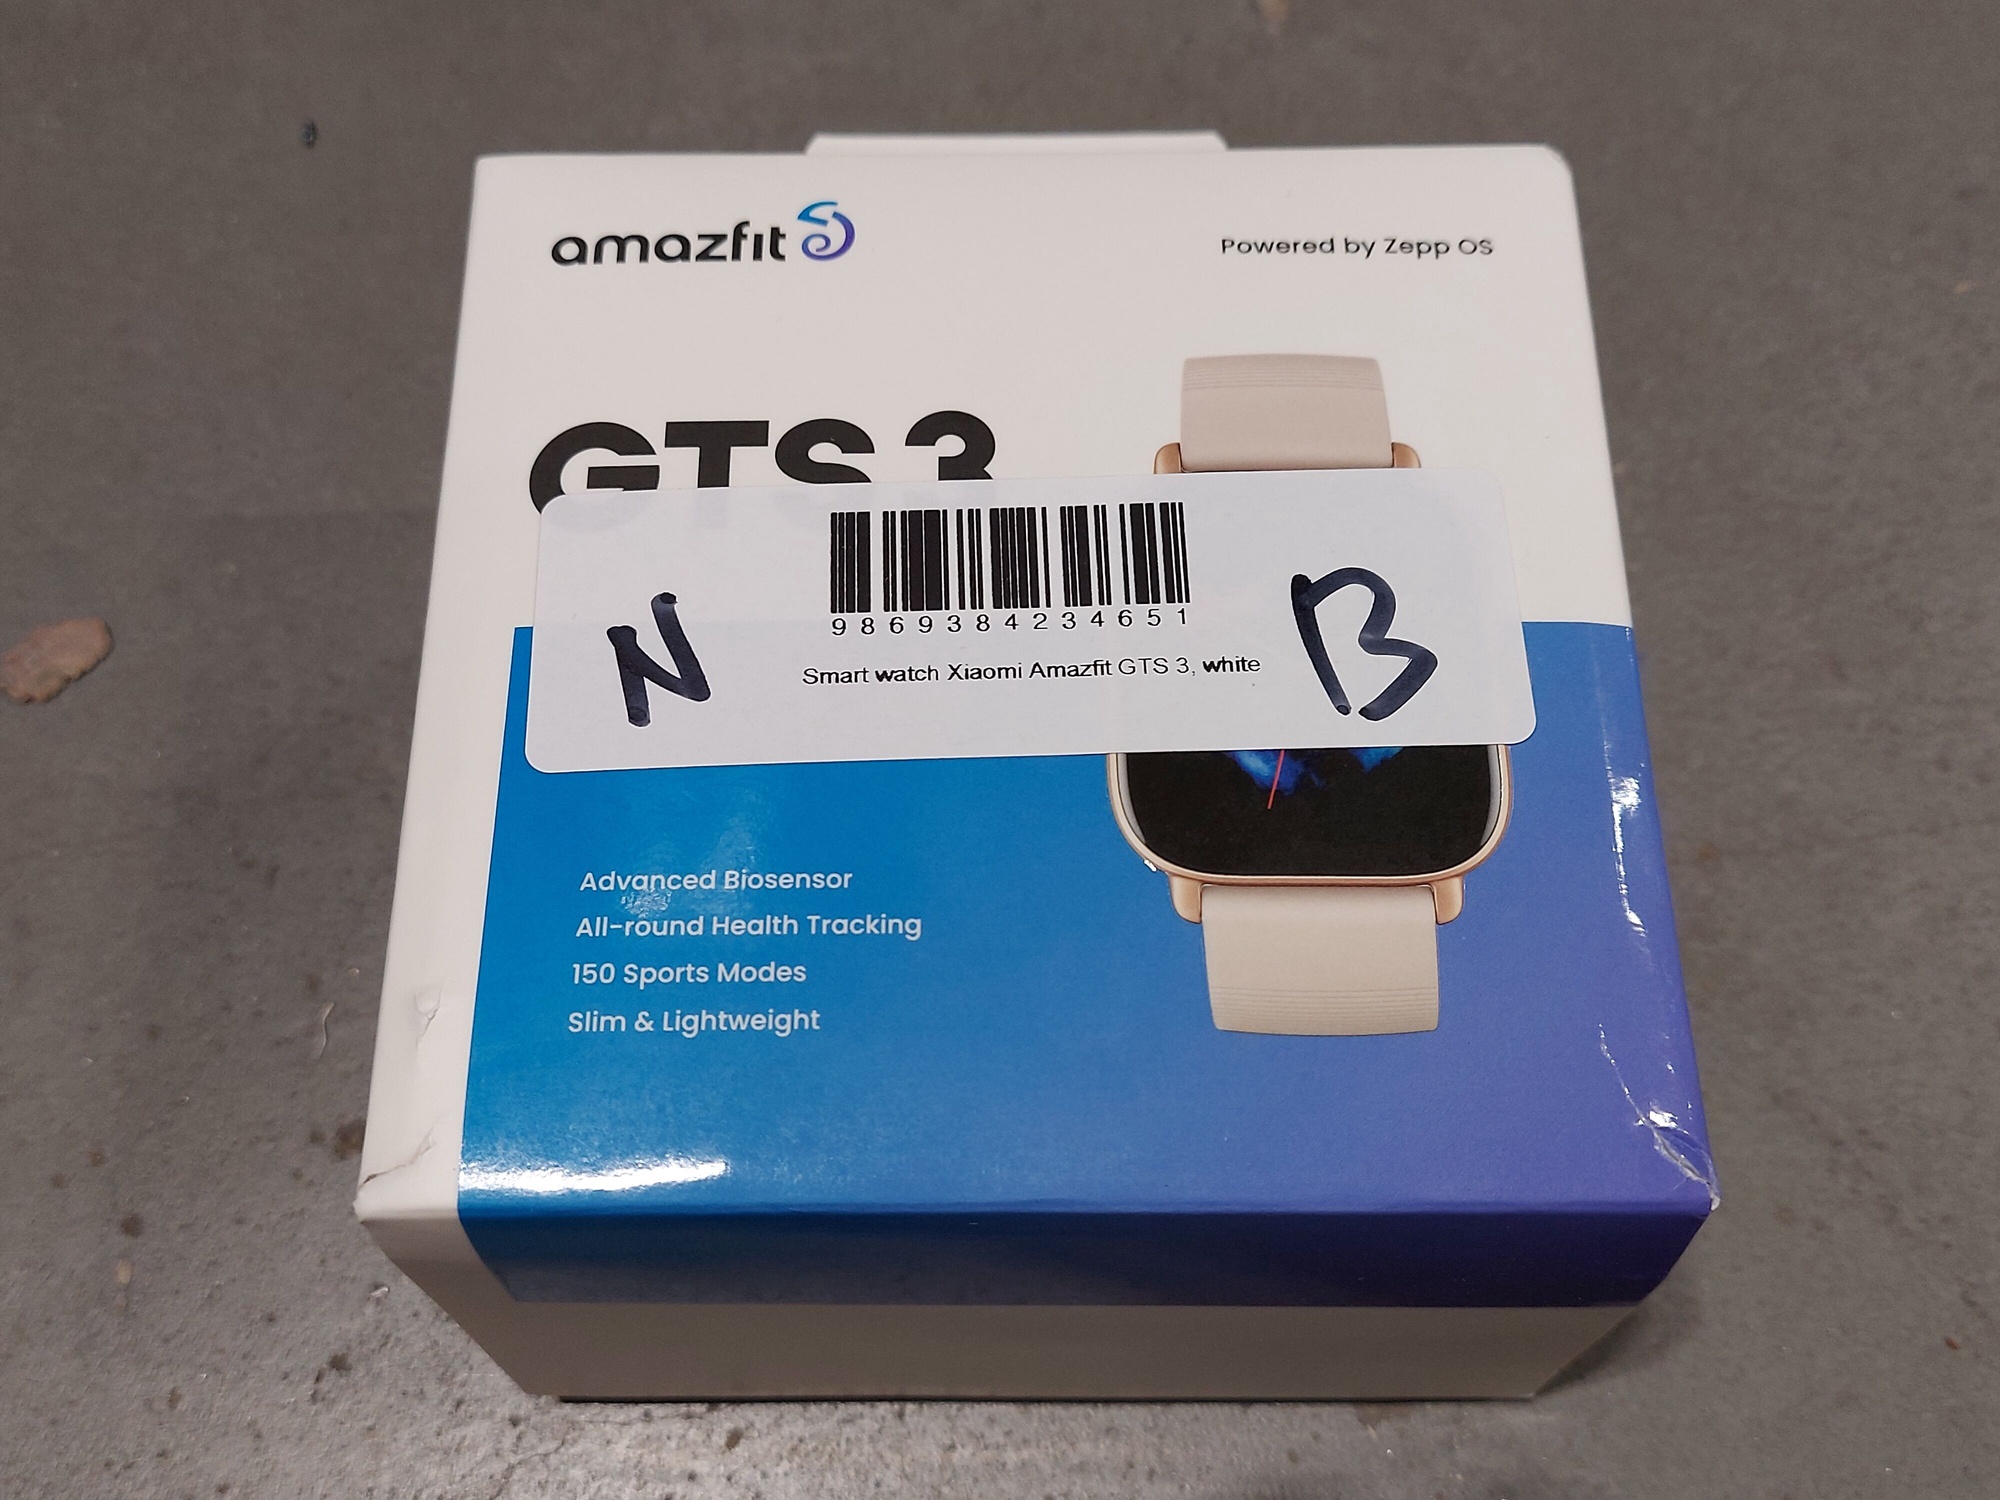 amazfit
Powered by Zepp OS
GTS 3
N
9869384234651
B
Smart watch Xiaomi Amazfit GTS 3, white
Advanced Biosensor
All-round Health Tracking
150 Sports Modes
Slim & Lightweight